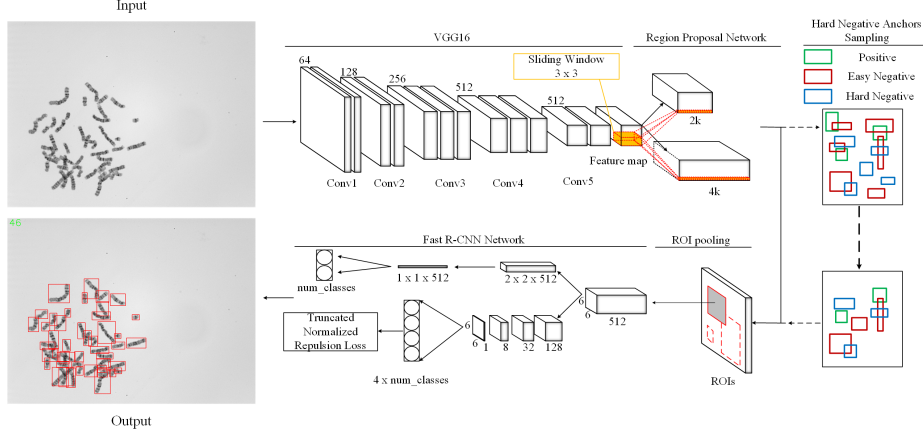 Input
VGG16
Region Proposal Network
Hard Negative Anchors
Sampling
Positive
Easy Negative
Hard Negative
Sliding Window
3 x 3
64
128
256
512
512
2k
Feature map
4k
Conv1
Conv2
Conv3
Conv4
Conv5
46
Fast R-CNN Network
ROI pooling
num_classes
1 x 1 x 512
2 x 2 x 512
6
6
512
Truncated
Normalized
Repulsion Loss
6
6
1
8
32
128
4 x num_classes
ROIs
Output